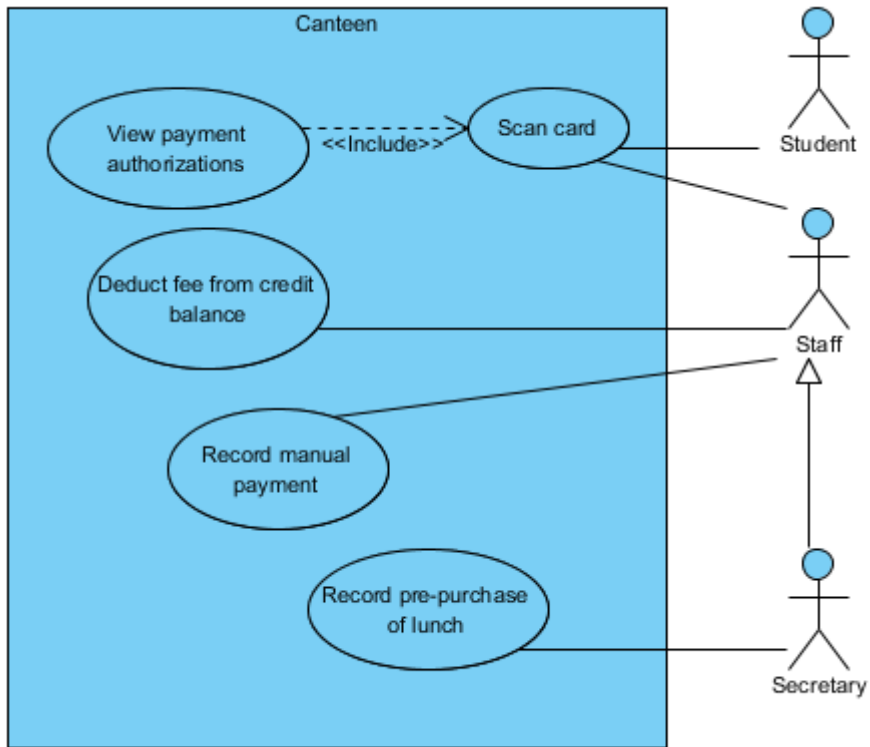 Canteen
View payment
authorizations
<<Include>>
Scan card
Student
Deduct fee from credit
balance
Staff
Record manual
payment
Record pre-purchase
of lunch
Secretary